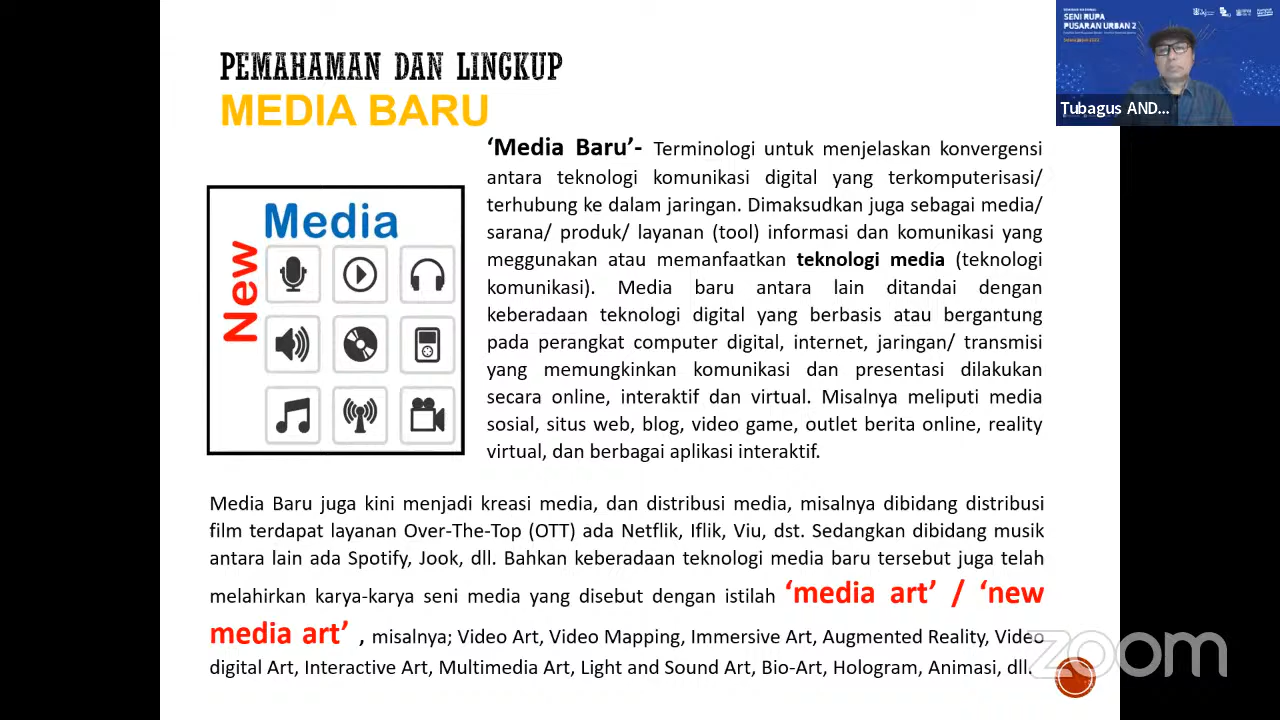 PEMAHAMAN DAN LINGKUP
MEDIA BARU
‘Media Baru’- Terminologi untuk menjelaskan konvergensi
antara teknologi komunikasi digital yang terkomputerisasi/
terhubung ke dalam jaringan. Dimaksudkan juga sebagai media/
sarana/ produk/ layanan (tool) informasi dan komunikasi yang
meggunakan atau memanfaatkan teknologi media (teknologi
komunikasi). Media baru antara lain ditandai dengan
keberadaan teknologi digital yang berbasis atau bergantung
pada perangkat computer digital, internet, jaringan/ transmisi
yang memungkinkan komunikasi dan presentasi dilakukan
secara online, interaktif dan virtual. Misalnya meliputi media
sosial, situs web, blog, video game, outlet berita online, reality
virtual, dan berbagai aplikasi interaktif.
New
Media
Media Baru juga kini menjadi kreasi media, dan distribusi media, misalnya dibidang distribusi
film terdapat layanan Over-The-Top (OTT) ada Netflik, Iflik, Viu, dst. Sedangkan dibidang musik
antara lain ada Spotify, Jook, dll. Bahkan keberadaan teknologi media baru tersebut juga telah
melahirkan karya-karya seni media yang disebut dengan istilah ‘media art’ / ‘new
media art’ , misalnya; Video Art, Video Mapping, Immersive Art, Augmented Reality, Video
digital Art, Interactive Art, Multimedia Art, Light and Sound Art, Bio-Art, Hologram, Animasi, dll.
SENI RUPA
PUSARAN URBAN 2
Tubagus AND...
zoom